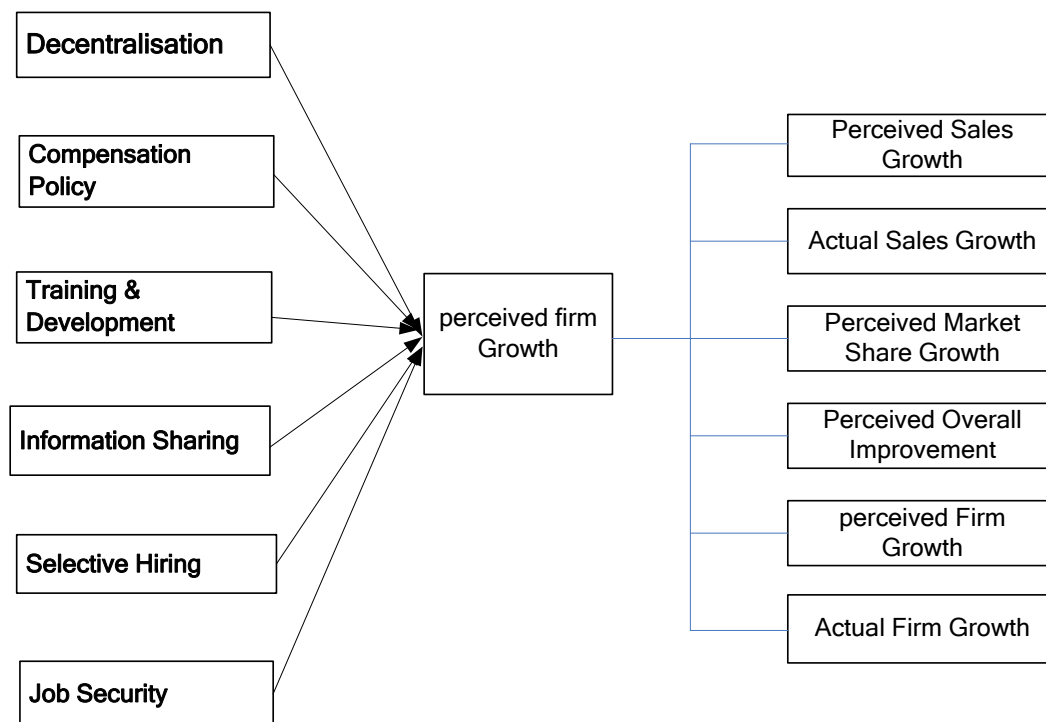 Decentralisation
Compensation
Policy
Training &
Development
Information Sharing
Selective Hiring
Job Security
perceived firm
Growth
Perceived Sales
Growth
Actual Sales Growth
Perceived Market
Share Growth
Perceived Overall
Improvement
perceived Firm
Growth
Actual Firm Growth